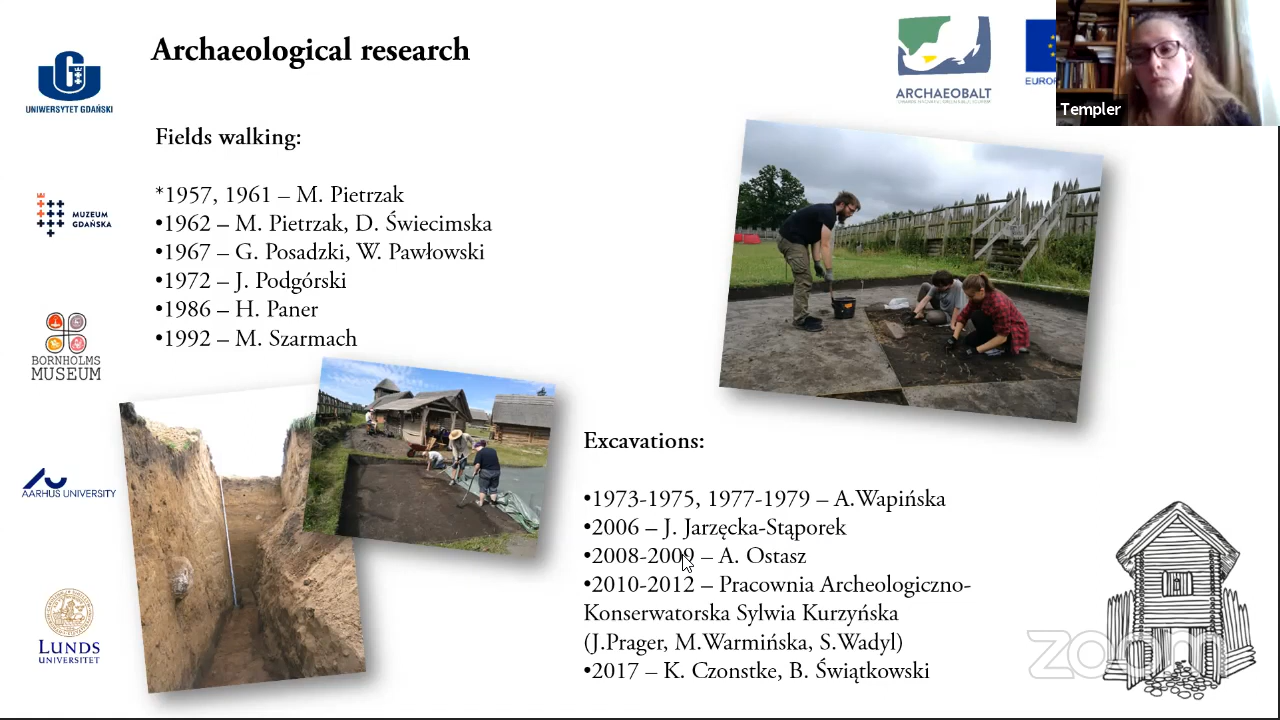 Archaeological research
UNIWERSYTET GDAŃSKI
ARCHAEOBALT
EUROP
Templer
Fields walking:
*1957, 1961 – M. Pietrzak
•1962 – M. Pietrzak, D. Świecimska
•1967 – G. Posadzki, W. Pawłowski
•1972 – J. Podgórski
•1986 – H. Paner
•1992 – M. Szarmach
MUZEUM
GDAŃSKA
BORNHOLMS
MUSEUM
AARHUS UNIVERSITY
LUNDS
UNIVERSITET
Excavations:
•1973-1975, 1977-1979 – A.Wapińska
•2006 – J. Jarzęcka-Stąporek
•2008-2009 – A. Ostasz
•2010-2012 – Pracownia Archeologiczno-
Konserwatorska Sylwia Kurzyńska
(J.Prager, M.Warmińska, S.Wadyl)
•2017 – K. Czonstke, B. Świątkowski
zoom